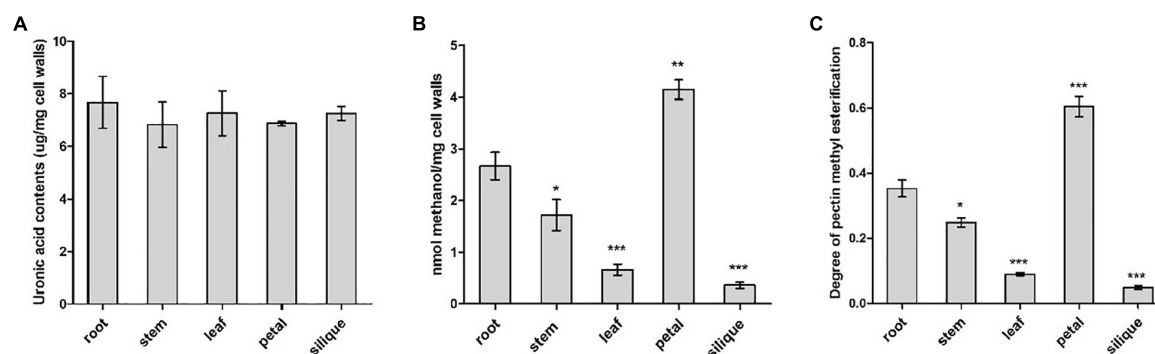 A
Uronic acid contents (ug/mg cell walls)
10
8
6
4
2
0
root
stem
leaf
petal
silique
B
nmol methanol/mg cell walls
5
4
3
2
1
0
*
***
**
***
root
stem
leaf
petal
silique
C
Degree of pectin methyl esterification
0.8
0.6
0.4
0.2
0.0
*
***
***
***
root
stem
leaf
petal
silique